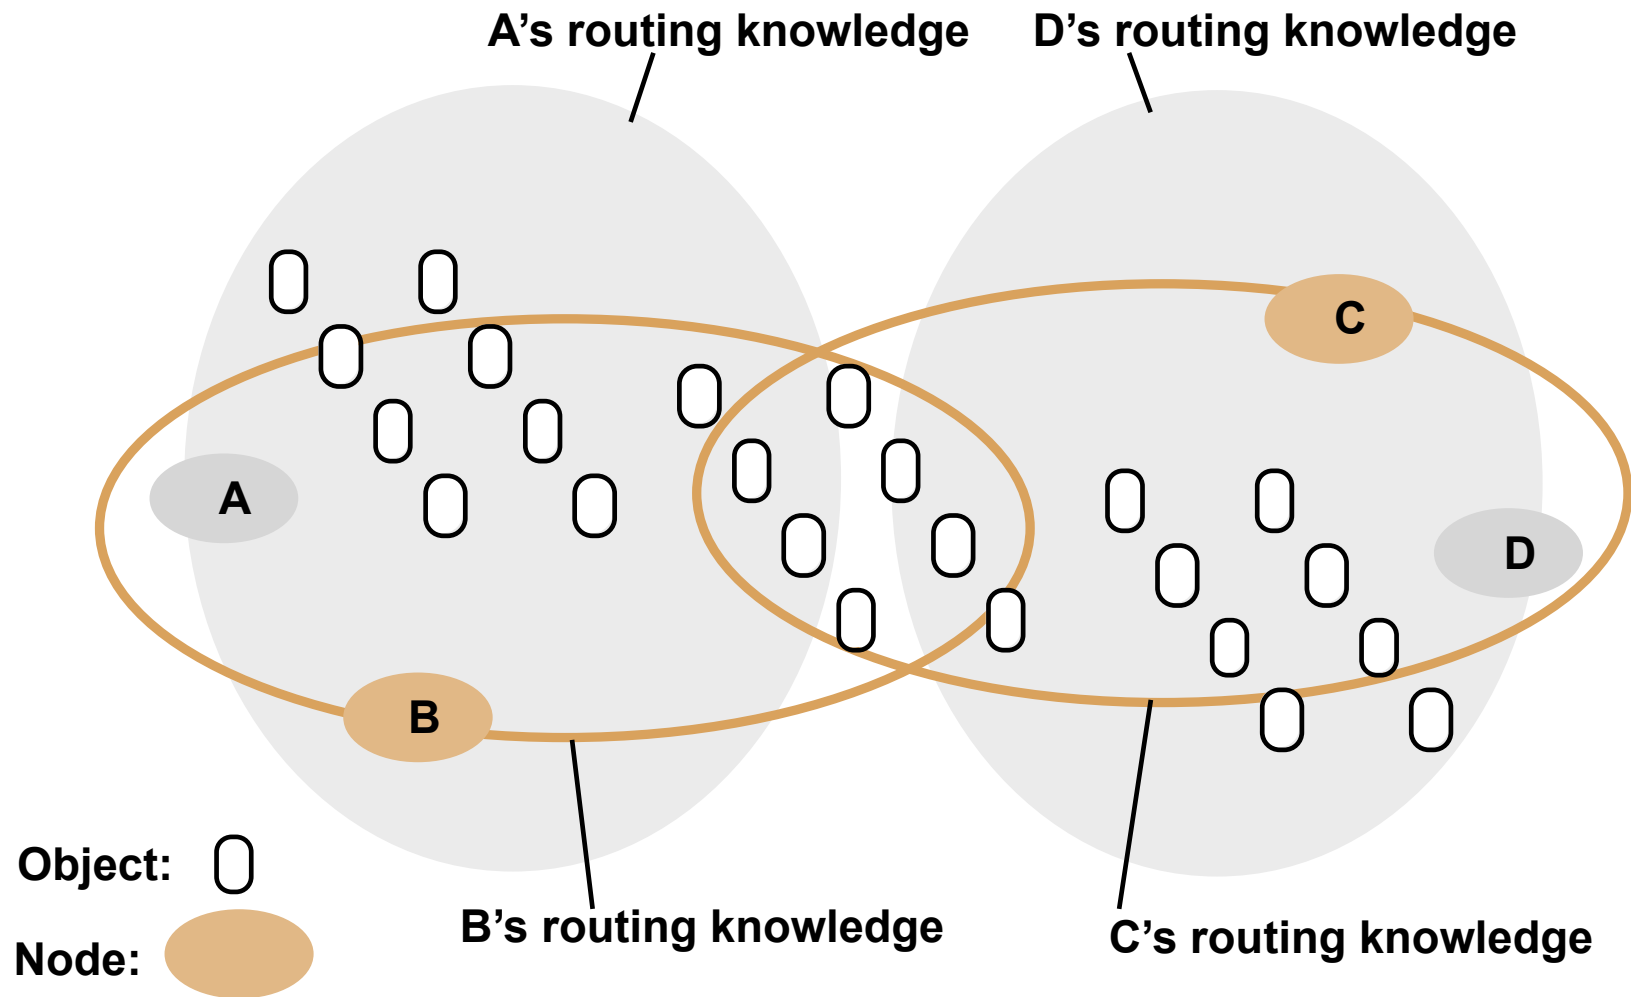 A’s routing knowledge
D’s routing knowledge
C
A
D
B
Object:
B’s routing knowledge
C’s routing knowledge
Node: